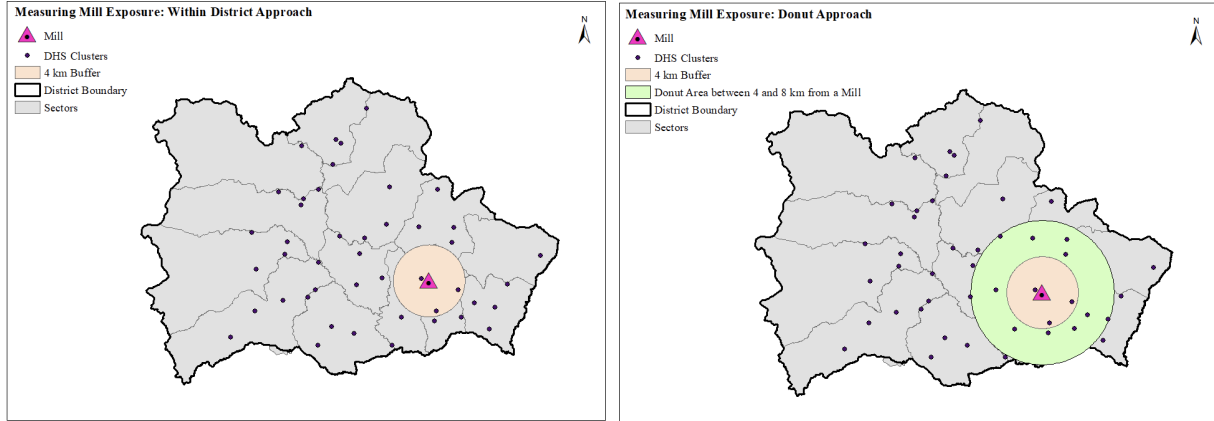 Measuring Mill Exposure: Within District Approach
N
Mill
DHS Clusters
4 km Buffer
District Boundary
Sectors
Measuring Mill Exposure: Donut Approach
N
Mill
DHS Clusters
4 km Buffer
Donut Area between 4 and 8 km from a Mill
District Boundary
Sectors